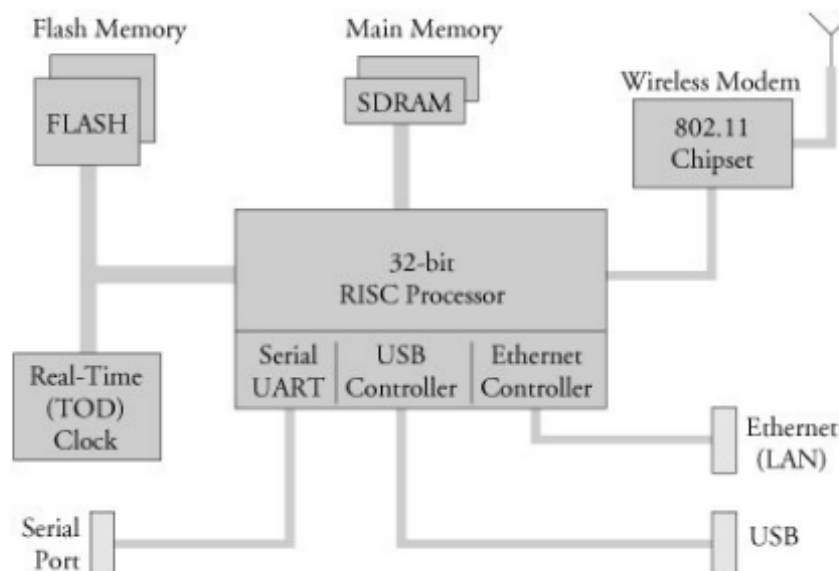 Flash Memory
FLASH
Main Memory
SDRAM
Wireless Modem
802.11
Chipset
32-bit
RISC Processor
Serial
UART
USB
Controller
Ethernet
Controller
Real-Time
(TOD)
Clock
Ethernet
(LAN)
Serial
Port
USB